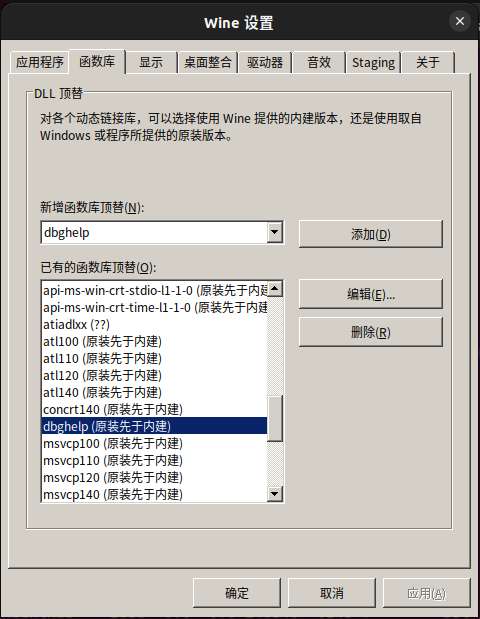 Wine 设置
应用程序 函数库 显示 桌面整合 驱动器 音效 Staging 关于
DLL 顶替
对各个动态链接库，可以选择使用 Wine 提供的内建版本，还是使用取自
Windows 或程序所提供的原装版本。
新增函数库顶替(N):
dbghelp
添加(D)
已有的函数库顶替(O):
api-ms-win-crt-stdio-l1-1-0 (原装先于内建
编辑(E)...
api-ms-win-crt-time-l1-1-0 (原装先于内建
atiadlxx (??)
删除(R)
atl100 (原装先于内建)
atl110 (原装先于内建)
atl120 (原装先于内建)
atl140 (原装先于内建)
concrt140 (原装先于内建)
dbghelp (原装先于内建)
msvcp100 (原装先于内建)
msvcp110 (原装先于内建)
msvcp120 (原装先于内建)
msvcp140 (原装先于内建)
确定 取消 应用(A)